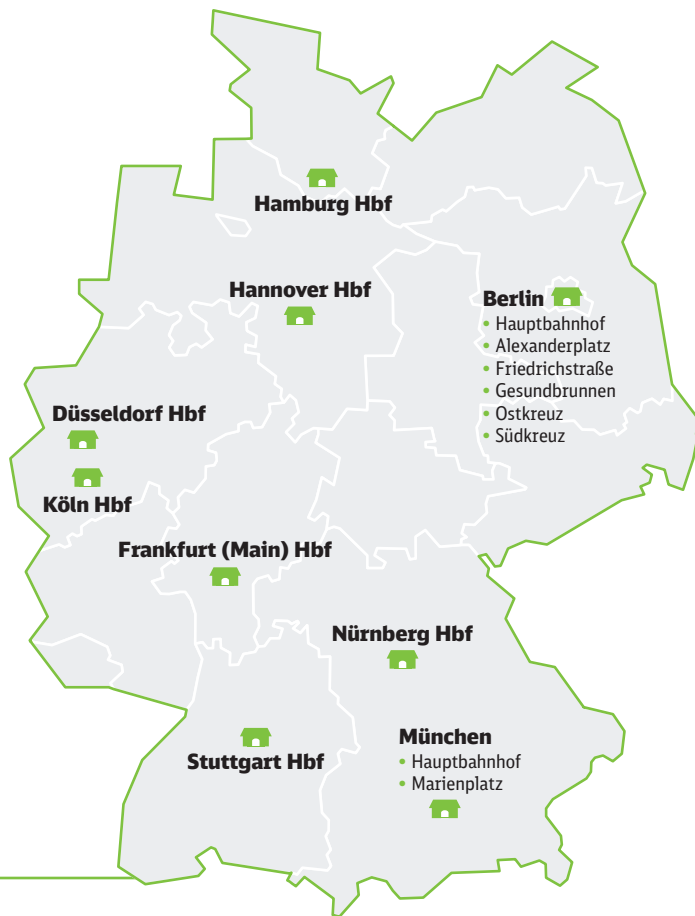 Hamburg Hbf
Hannover Hbf
Berlin
• Hauptbahnhof
• Alexanderplatz
• Friedrichstraße
• Gesundbrunnen
• Ostkreuz
• Südkreuz
Düsseldorf Hbf
Köln Hbf
Frankfurt (Main) Hbf
Nürnberg Hbf
Stuttgart Hbf
München
• Hauptbahnhof
• Marienplatz